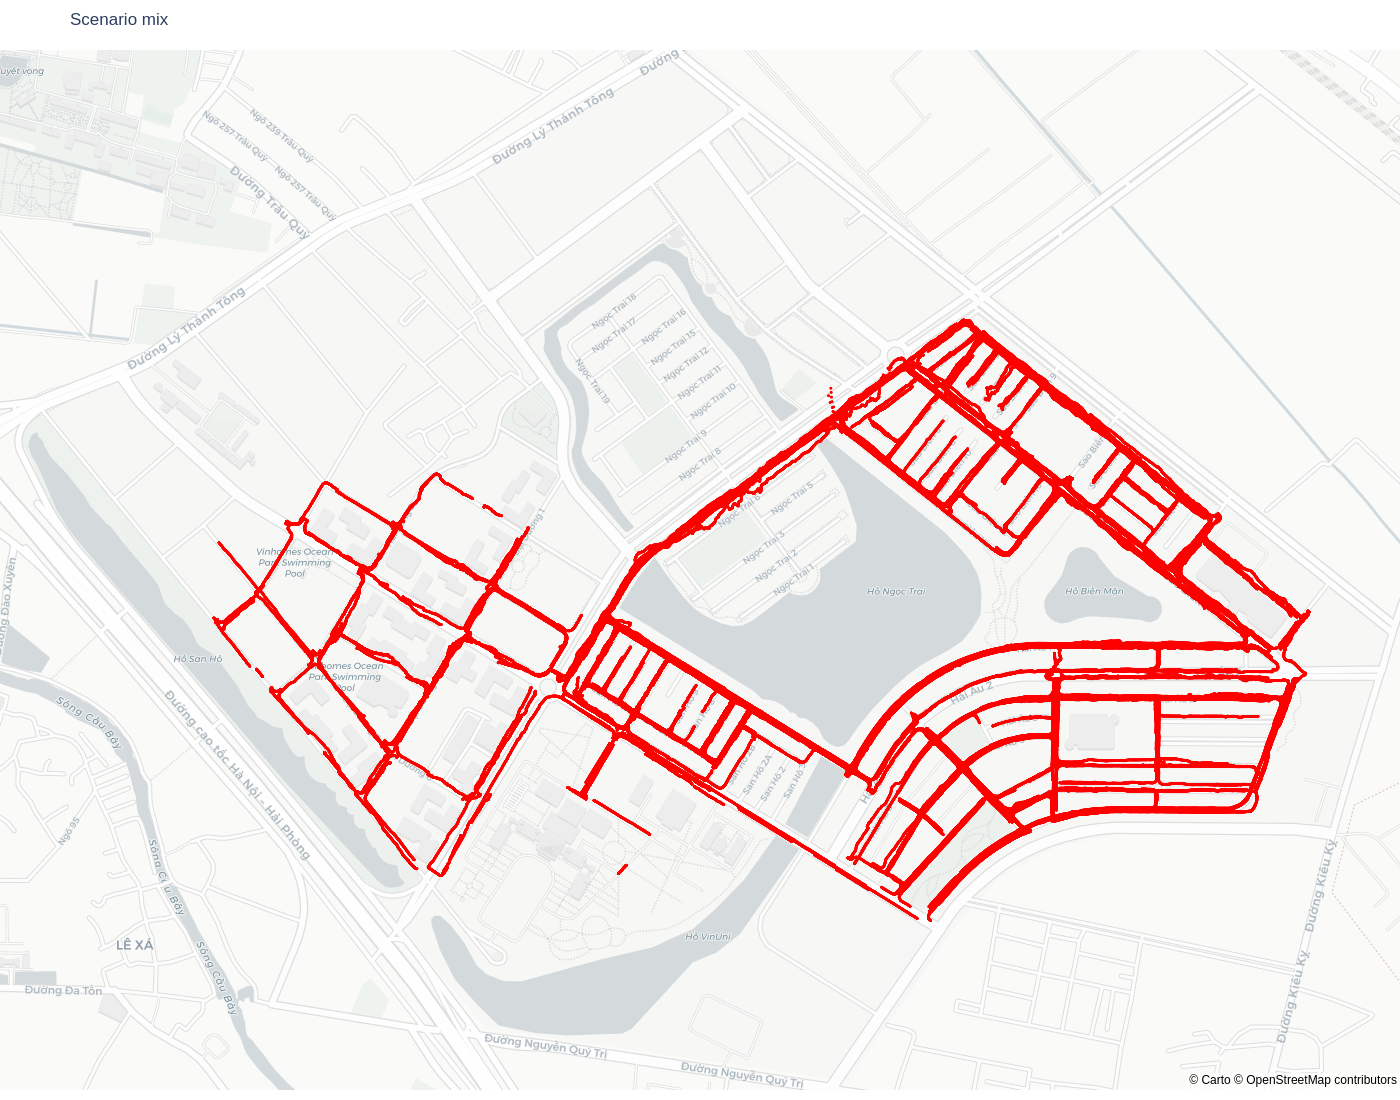 Scenario mix
Đường Lý Thánh Tông
Ngõ 239 Trâu Quỳ
Ngõ 257 Trâu Quỳ
Ngõ 257 Trâu Quỳ
Đường Trâu Quỳ
Đường Lý Thánh Tông
Ngọc Trai 18
Ngọc Trai 17
Ngọc Trai 16
Ngọc Trai 15
Ngọc Trai 12
Ngọc Trai 11
Ngọc Trai 10
Ngọc Trai 19
Ngọc Trai 9
Ngọc Trai 8
Ngọc Trai 6
Ngọc Trai 5
Ngọc Trai 3
Ngọc Trai 2
Ngọc Trai 1
Sao Biển
Vinhomes Ocean
Park Swimming
Pool
Hồ Ngọc Trai
Hồ Biển Mặn
Hồ San Hô
Park Swimming
Pool
Hải Âu 2
Sông Cầu Bây
Đường cao tốc Hà Nội - Hải Phòng
San Hô 2B
San Hô 2A
San Hô 2
Ngõ 95
Sông Cầu Bây
Sông Cầu Bây
LÊ XÁ
Hồ VinUni
Đường Kiêu Kỵ
Đường Kiêu Kỵ
Đường Đa Tốn
Đường Nguyễn Quý Trị
Đường Nguyễn Quý Trị
© Carto © OpenStreetMap contributors